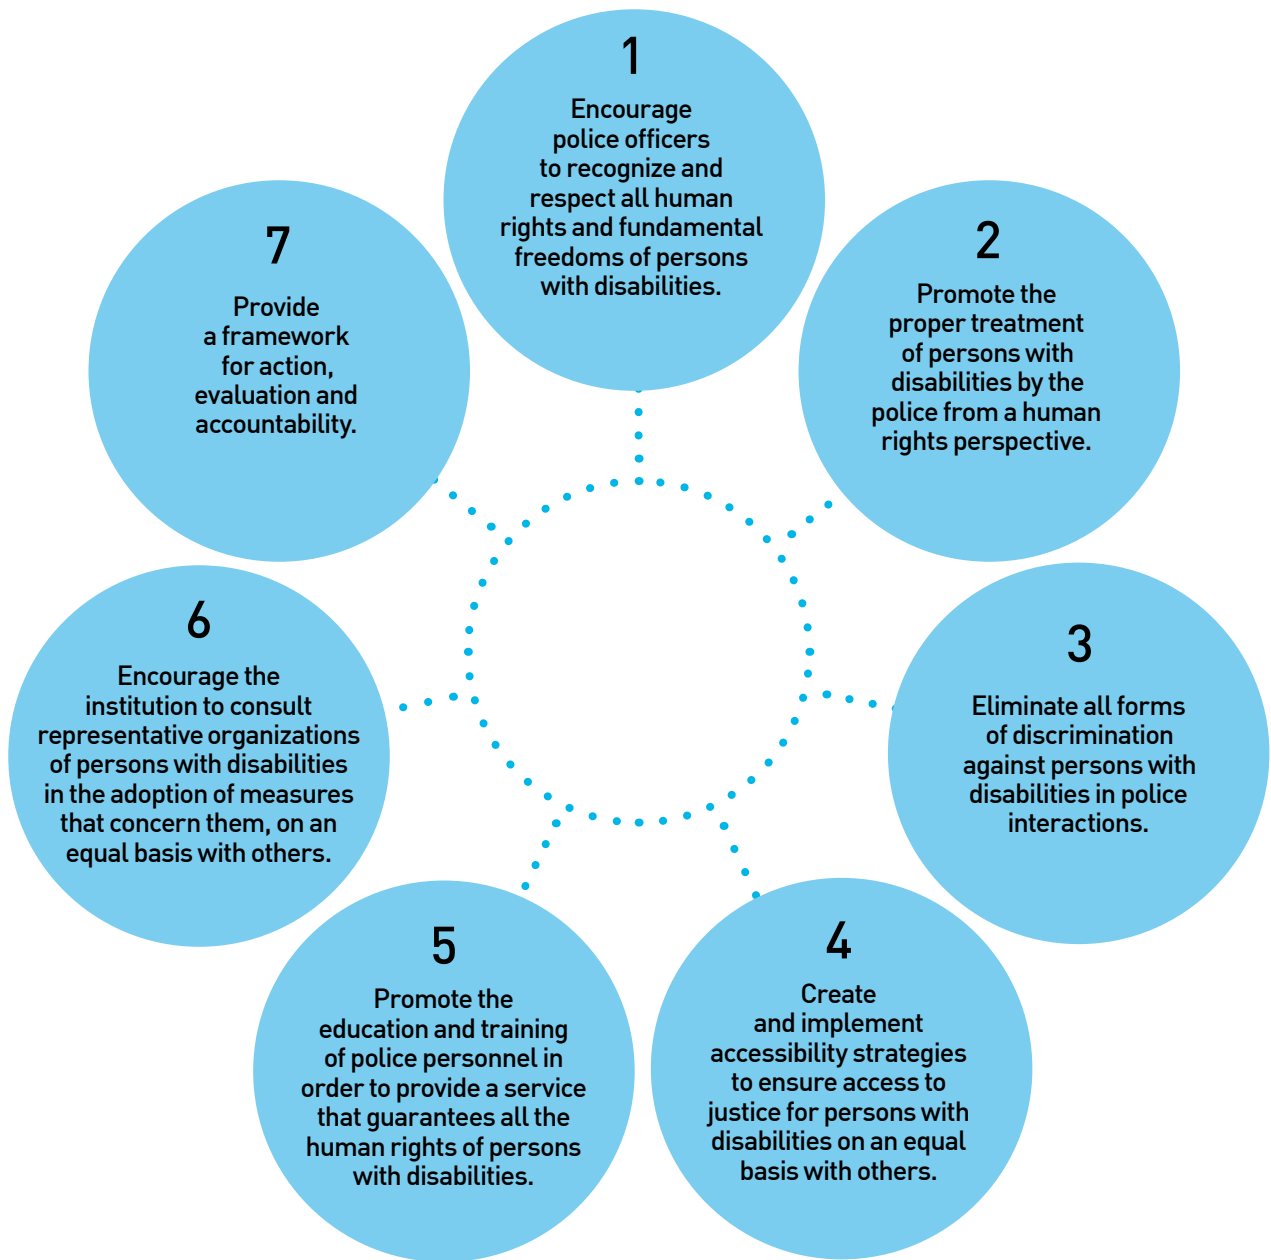 1
Encourage
police officers
to recognize and
respect all human
rights and fundamental
freedoms of persons
with disabilities.
2
Promote the
proper treatment
of persons with
disabilities by the
police from a human
rights perspective.
3
Eliminate all forms
of discrimination
against persons with
disabilities in police
interactions.
4
Create
and implement
accessibility strategies
to ensure access to
justice for persons with
disabilities on an equal
basis with others.
5
Promote the
education and training
of police personnel in
order to provide a service
that guarantees all the
human rights of persons
with disabilities.
6
Encourage the
institution to consult
representative organizations
of persons with disabilities
in the adoption of measures
that concern them, on an
equal basis with others.
7
Provide
a framework
for action,
evaluation and
accountability.